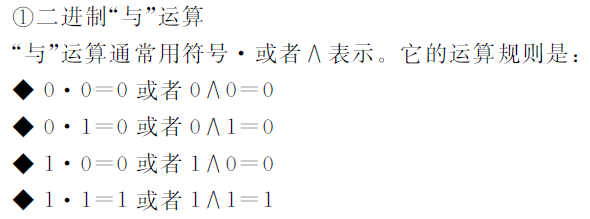 ①二进制“与”运算
“与”运算通常用符号·或者∧表示。它的运算规则是：
◆ 0·0=0 或者 0∧0=0
◆ 0·1=0 或者 0∧1=0
◆ 1·0=0 或者 1∧0=0
◆ 1·1=1 或者 1∧1=1